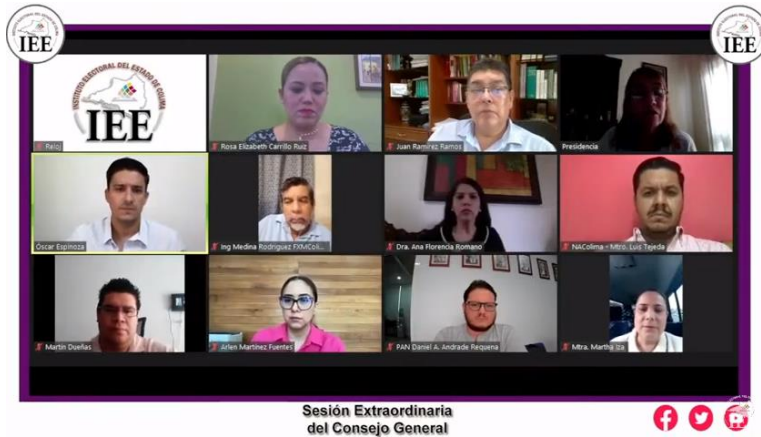 IEE
IEE
INSTITUTO ELECTORAL DEL ESTADO DE COLIMA
IEE
Reloj
Rosa Elizabeth Carrillo Ruiz
Juan Ramírez Ramos
Presidencia
Óscar Espinoza
Ing Medina Rodriguez FXMColi...
Dra. Ana Florencia Romano
NAColima - Mtro. Luis Tejeda
Martín Dueñas
Arlen Martínez Fuentes
PAN Daniel A. Andrade Requena
Mtra. Martha Iza
Sesión Extraordinaria
del Consejo General